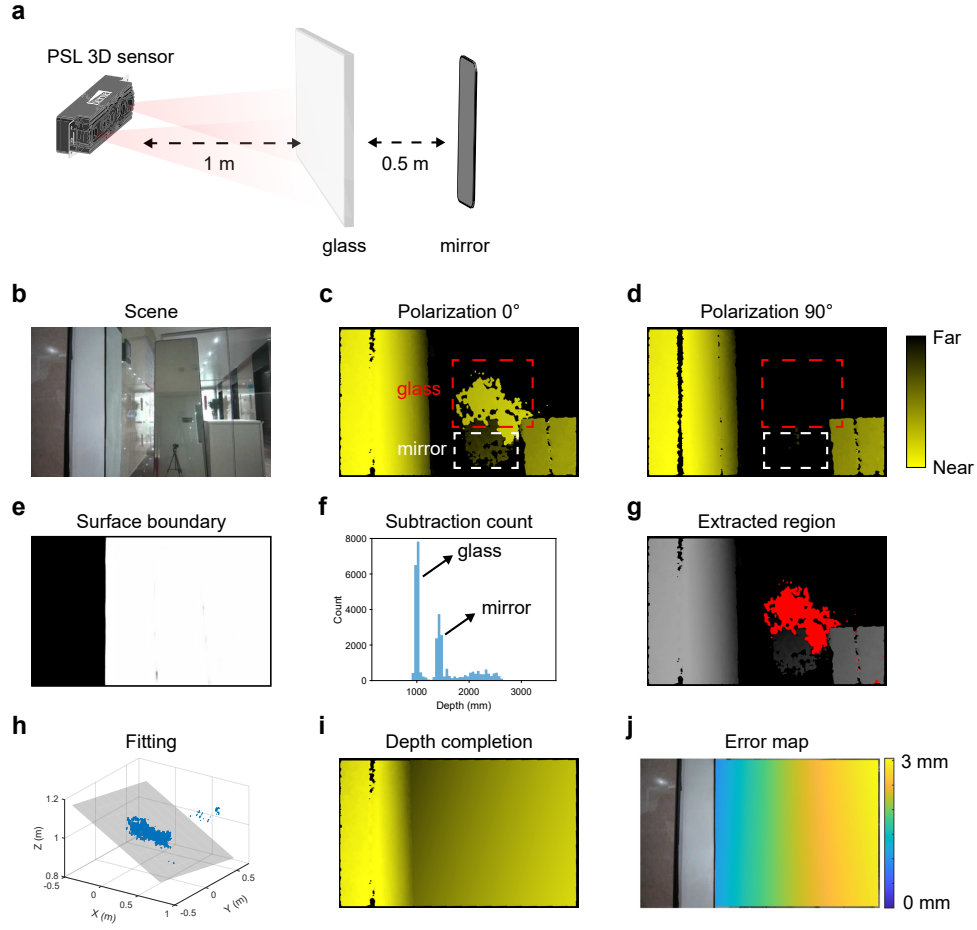 a
PSL 3D sensor
1 m
0.5 m
glass
mirror
b
Scene
c
Polarization 0°
glass
mirror
d
Polarization 90°
Far
Near
e
Surface boundary
f
Subtraction count
8000
6000
4000
2000
0
Count
1000
2000
3000
Depth (mm)
glass
mirror
g
Extracted region
h
Fitting
1.2
1
0.8
Z (m)
-0.5
0
0.5
1
X (m)
-0.5
0
0.5
Y (m)
i
Depth completion
j
Error map
3 mm
0 mm